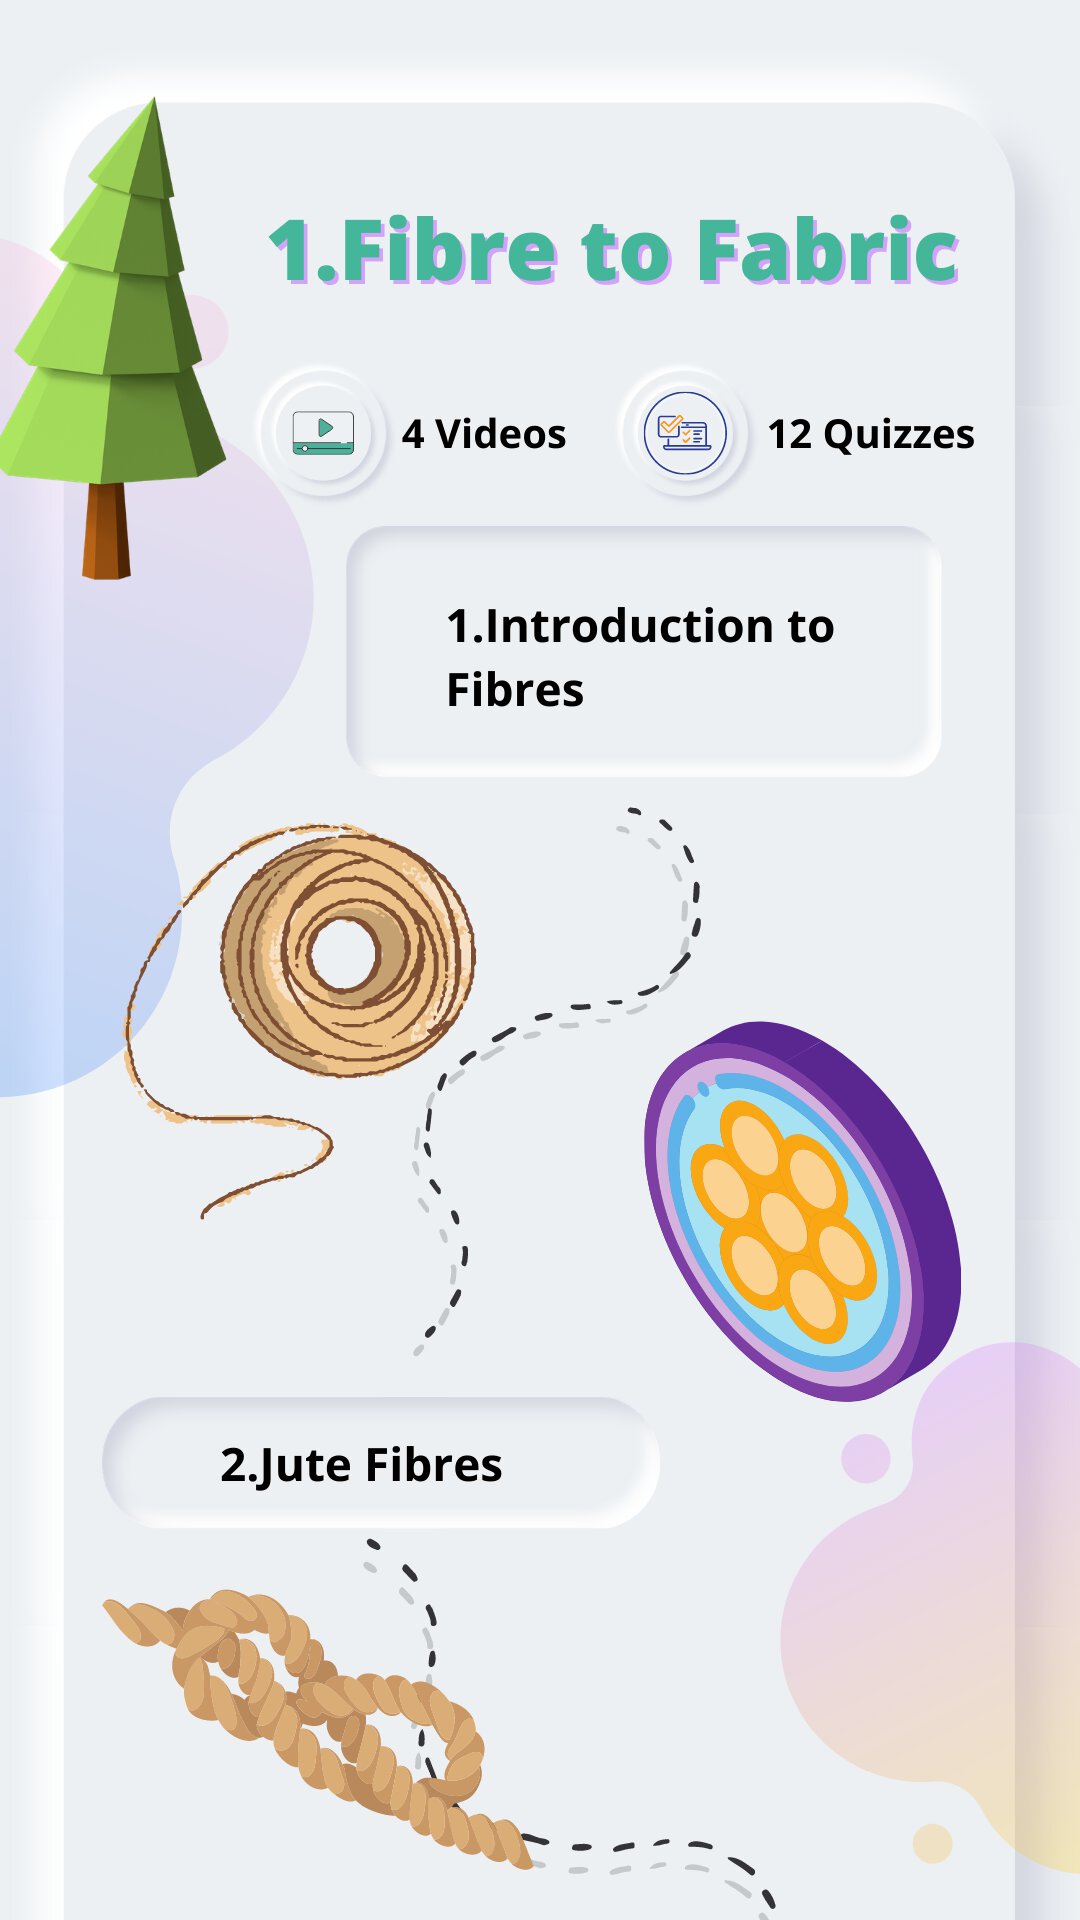 1.Fibre to Fabric
4 Videos
12 Quizzes
1.Introduction to
Fibres
2.Jute Fibres